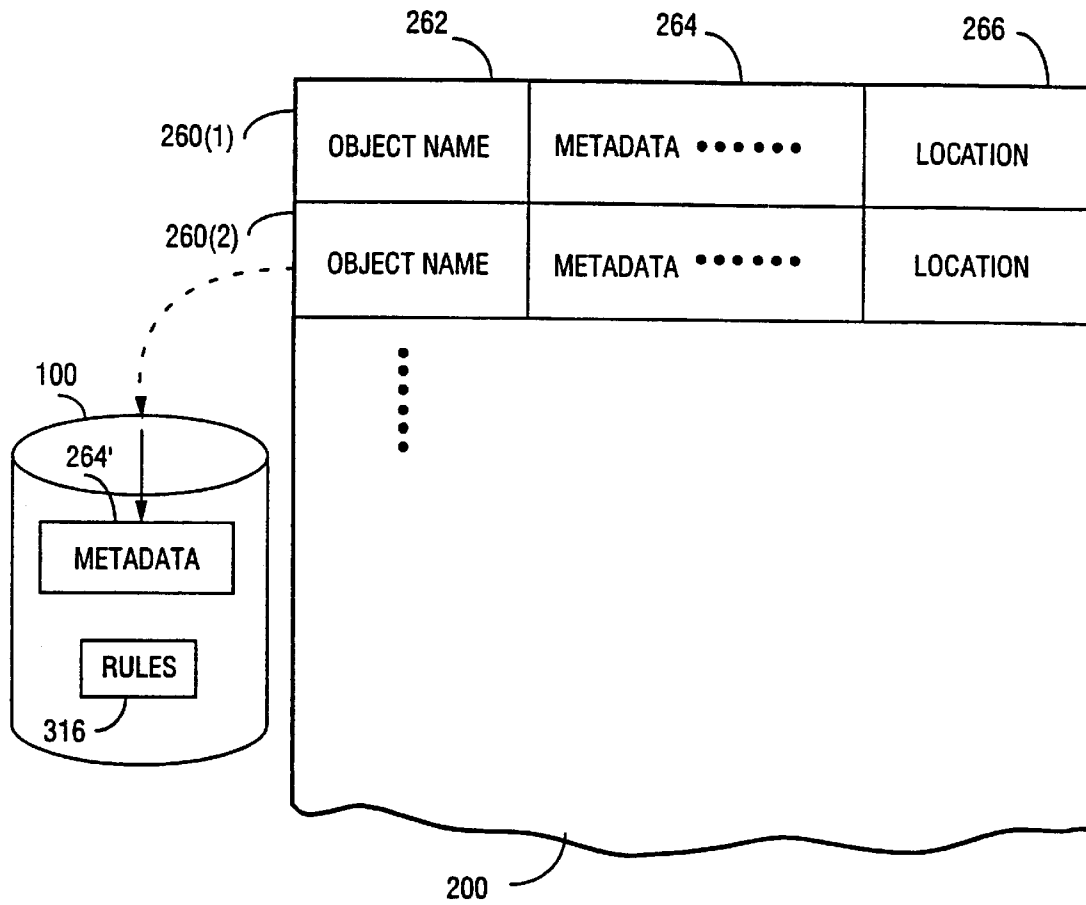 262 264 266
260(1) OBJECT NAME METADATA •••••• LOCATION
260(2) OBJECT NAME METADATA •••••• LOCATION
100
264'
METADATA
RULES
316
200